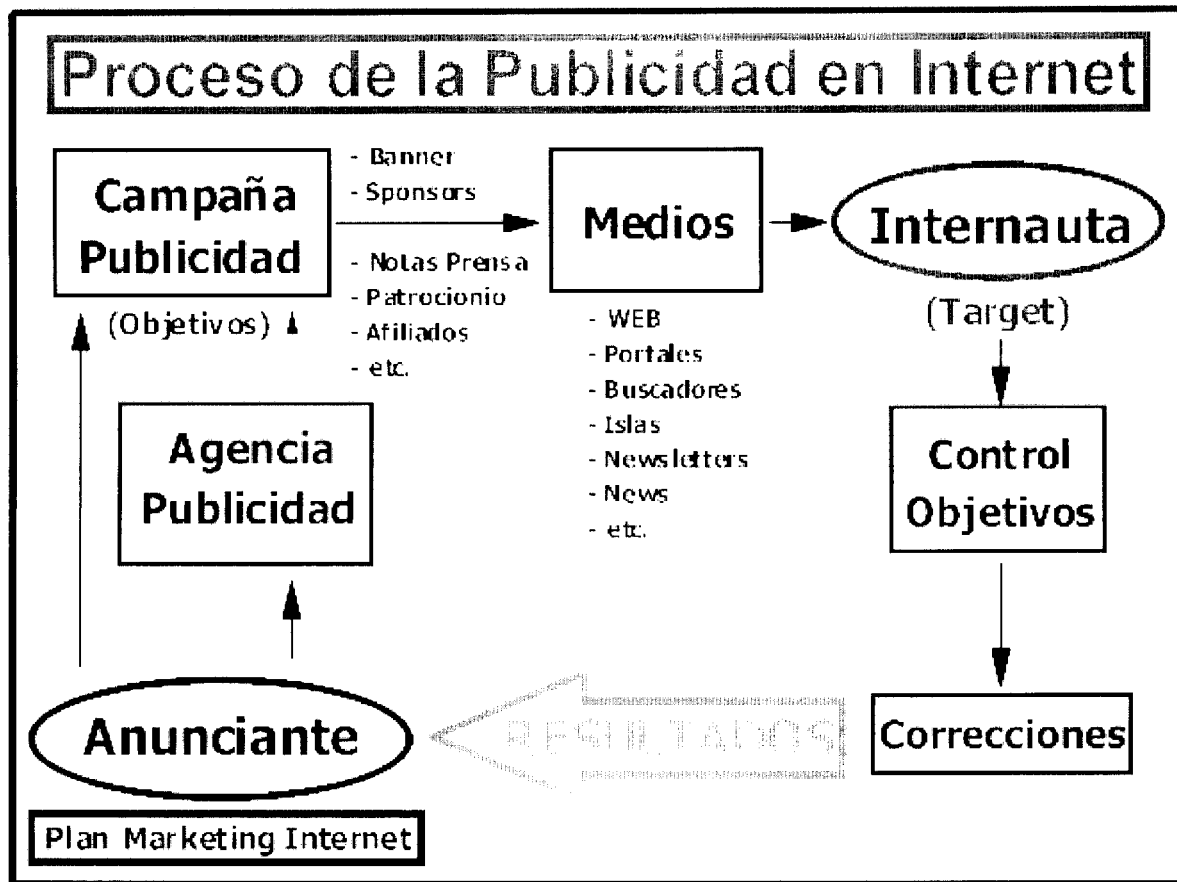 Proceso de la Publicidad en Internet
Campaña
Publicidad
(Objetivos)
- Banner
- Sponsors
- Notas Prensa
- Patrocionio
- Afiliados
- etc.
Medios
- WEB
- Portales
- Buscadores
- Islas
- Newsletters
- News
- etc.
Internauta
(Target)
Agencia
Publicidad
Control
Objetivos
Anunciante
RESULTADOS
Correcciones
Plan Marketing Internet